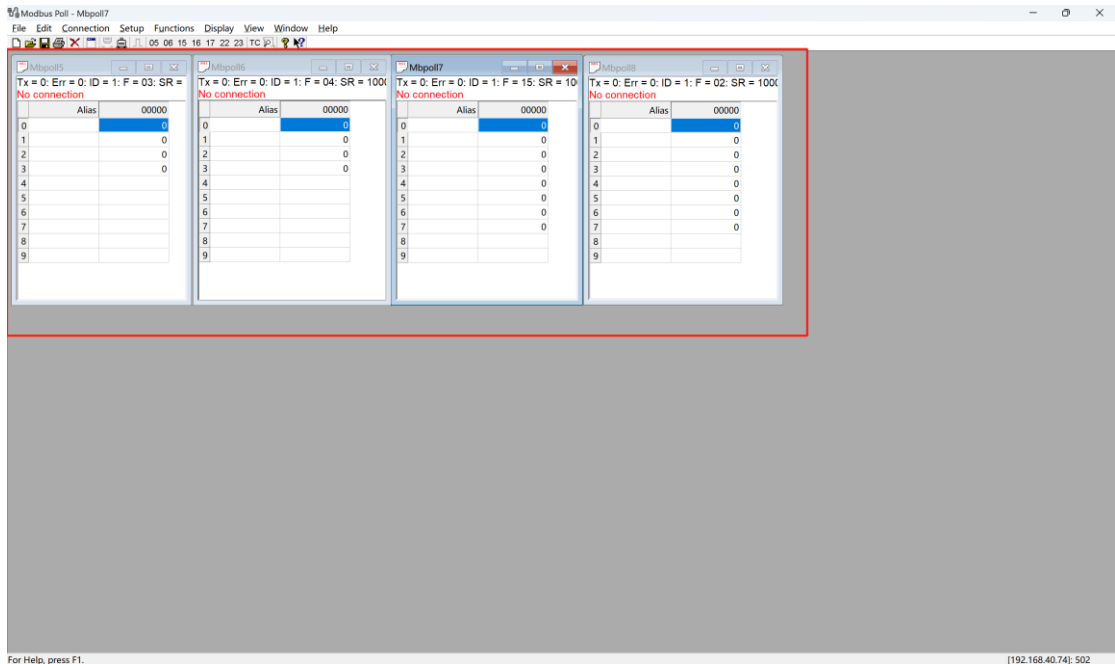 Modbus Poll - Mbpoll7
File Edit Connection Setup Functions Display View Window Help
05 06 15 16 17 22 23 TC
Mbpoll5
Tx = 0: Err = 0: ID = 1: F = 03: SR =
No connection
Alias 00000
0 0
1 0
2 0
3 0
4
5
6
7
8
9
Mbpoll6
Tx = 0: Err = 0: ID = 1: F = 04: SR = 1000
No connection
Alias 00000
0 0
1 0
2 0
3 0
4
5
6
7
8
9
Mbpoll7
Tx = 0: Err = 0: ID = 1: F = 15: SR = 10
No connection
Alias 00000
0 0
1 0
2 0
3 0
4 0
5 0
6 0
7 0
8
9
Mbpoll8
Tx = 0: Err = 0: ID = 1: F = 02: SR = 1000
No connection
Alias 00000
0 0
1 0
2 0
3 0
4 0
5 0
6 0
7 0
8
9
For Help, press F1.
[192.168.40.74]: 502